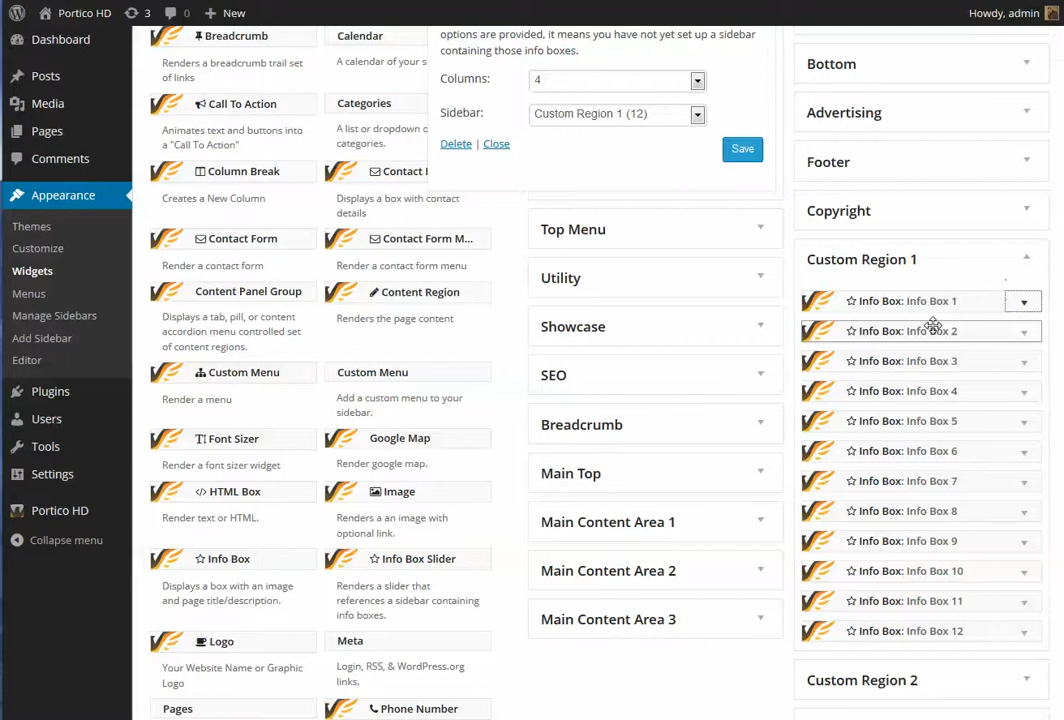 Portico HD
3
0
New
Howdy, admin
Dashboard
Posts
Media
Pages
Comments
Appearance
Themes
Customize
Widgets
Menus
Manage Sidebars
Add Sidebar
Editor
Plugins
Users
Tools
Settings
Portico HD
Collapse menu
Breadcrumb
Renders a breadcrumb trail set
of links
Call To Action
Animates text and buttons into
a "Call To Action"
Column Break
Creates a New Column
Contact Form
Render a contact form
Content Panel Group
Displays a tab, pill, or content
accordion menu controlled set
of content regions.
Custom Menu
Render a menu
Font Sizer
Render a font sizer widget
HTML Box
Render text or HTML.
Info Box
Displays a box with an image
and page title/description.
Logo
Your Website Name or Graphic
Logo
Pages
Calendar
A calendar of your s
Categories
A list or dropdown o
categories.
Contact I
Displays a box with contact
details
Contact Form M...
Render a contact form menu
Content Region
Renders the page content
Custom Menu
Add a custom menu to your
sidebar.
Google Map
Render google map.
Image
Renders a an image with
optional link.
Info Box Slider
Renders a slider that
references a sidebar containing
info boxes.
Meta
Login, RSS, & WordPress.org
links.
Phone Number
options are provided, it means you have not yet set up a sidebar
containing those info boxes.
Columns:
4
Sidebar:
Custom Region 1 (12)
Delete | Close
Save
Top Menu
Utility
Showcase
SEO
Breadcrumb
Main Top
Main Content Area 1
Main Content Area 2
Main Content Area 3
Bottom
Advertising
Footer
Copyright
Custom Region 1
Info Box: Info Box 1
Info Box: Info Box 2
Info Box: Info Box 3
Info Box: Info Box 4
Info Box: Info Box 5
Info Box: Info Box 6
Info Box: Info Box 7
Info Box: Info Box 8
Info Box: Info Box 9
Info Box: Info Box 10
Info Box: Info Box 11
Info Box: Info Box 12
Custom Region 2